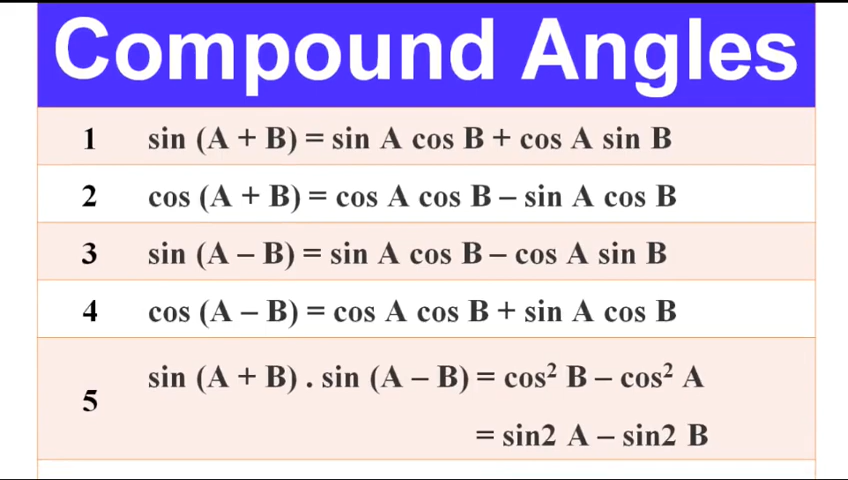 Compound Angles
1 sin (A + B) = sin A cos B + cos A sin B
2 cos (A + B) = cos A cos B – sin A cos B
3 sin (A – B) = sin A cos B – cos A sin B
4 cos (A – B) = cos A cos B + sin A cos B
5 sin (A + B) . sin (A – B) = cos² B – cos² A
= sin2 A – sin2 B